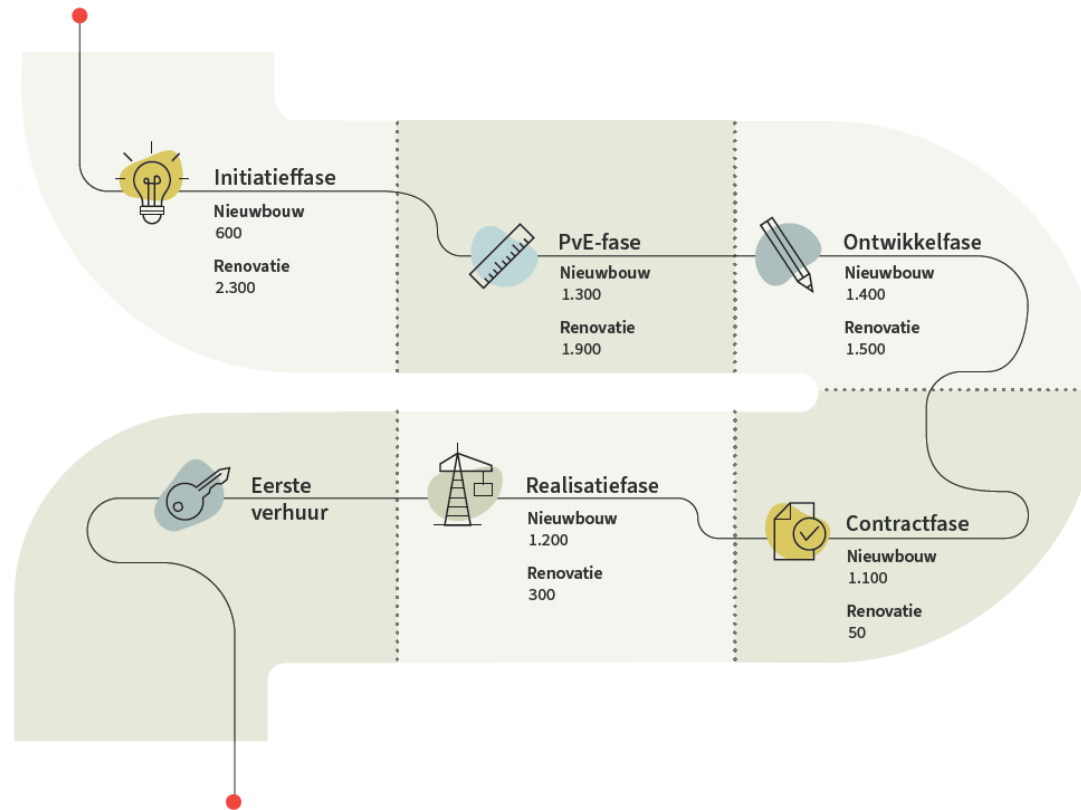 Initiatieffase
Nieuwbouw
600
Renovatie
2.300
PvE-fase
Nieuwbouw
1.300
Renovatie
1.900
Ontwikkelfase
Nieuwbouw
1.400
Renovatie
1.500
Contractfase
Nieuwbouw
1.100
Renovatie
50
Realisatiefase
Nieuwbouw
1.200
Renovatie
300
Eerste
verhuur